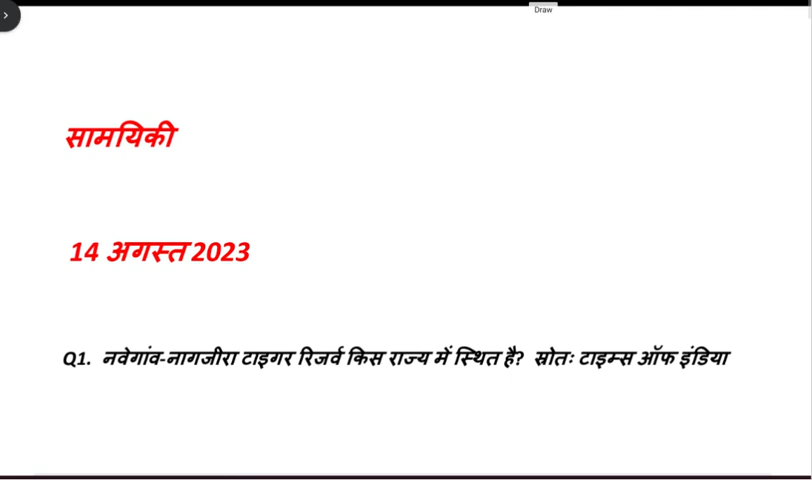 Draw
सामयिकी
14 अगस्त 2023
Q1. नवेगांव-नागजीरा टाइगर रिजर्व किस राज्य में स्थित है? स्रोतः टाइम्स ऑफ इंडिया